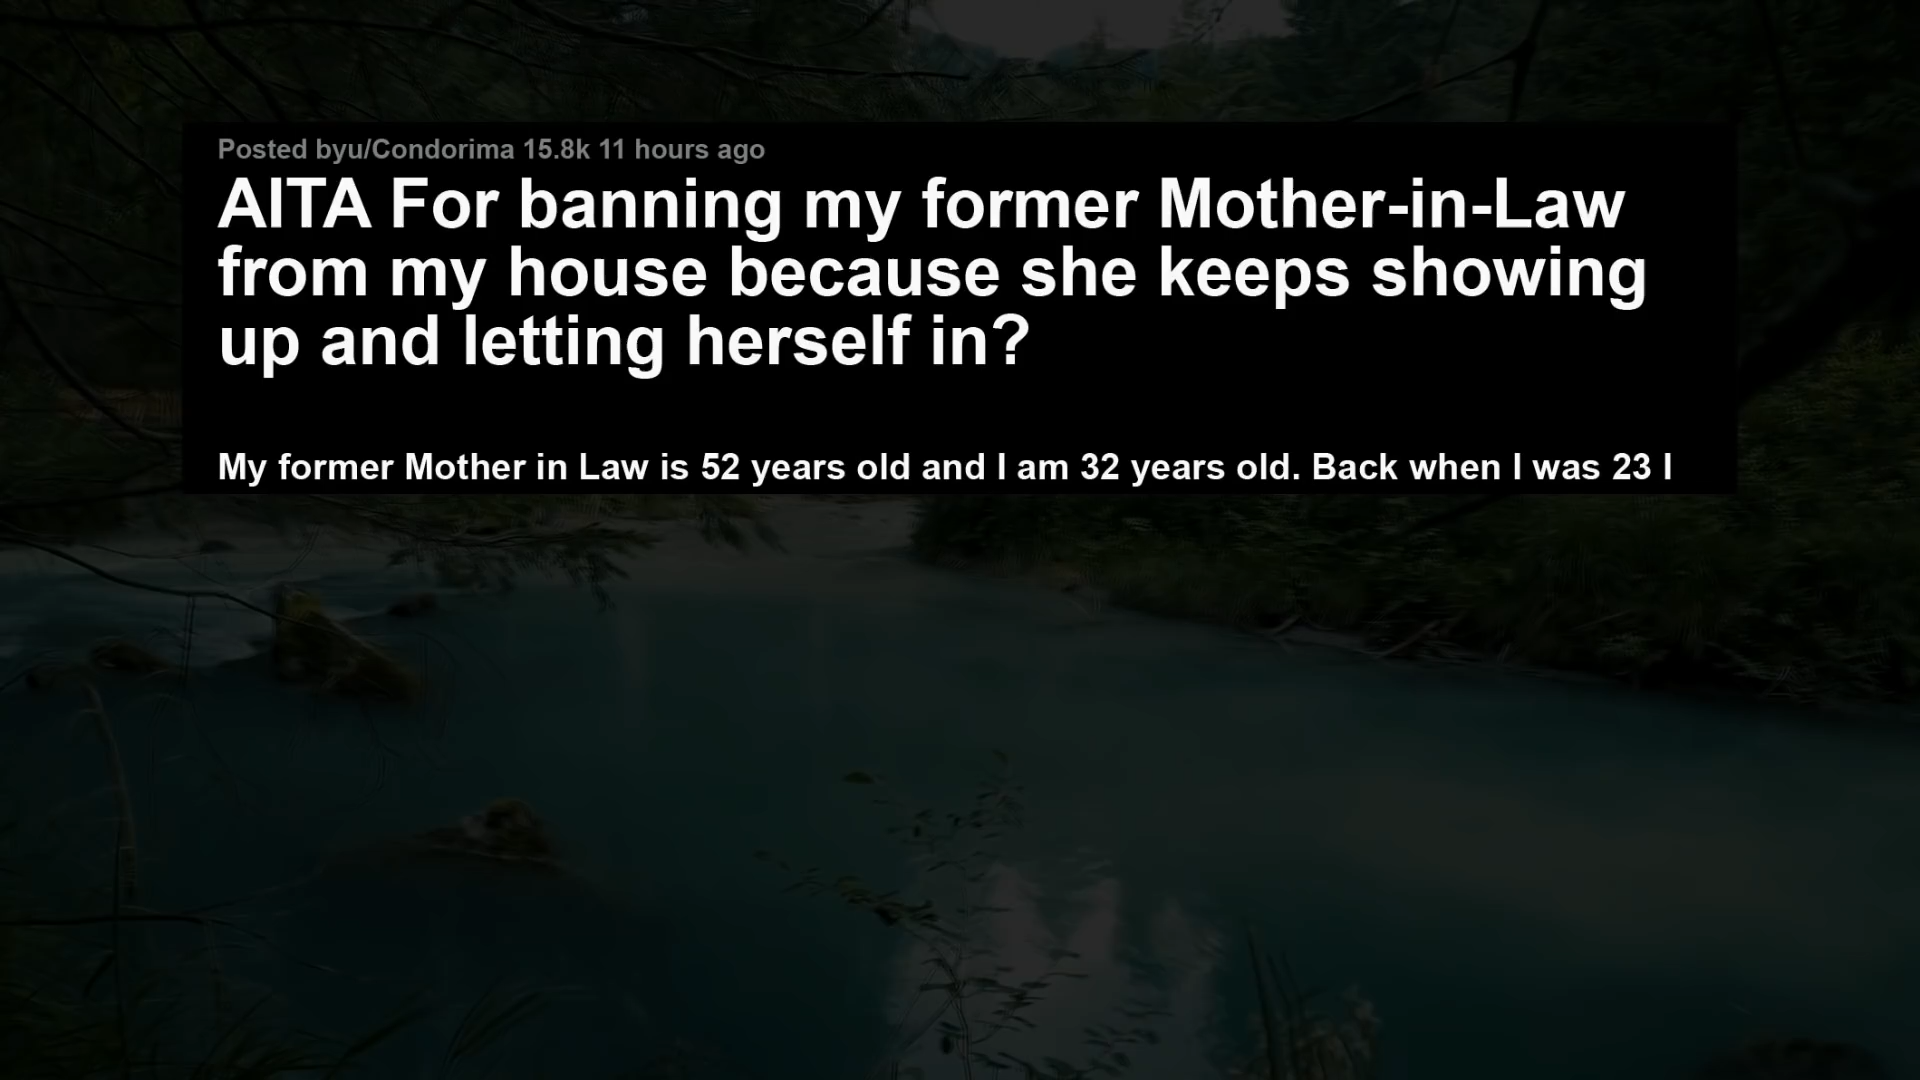 Posted byu/Condorima 15.8k 11 hours ago
AITA For banning my former Mother-in-Law
from my house because she keeps showing
up and letting herself in?
My former Mother in Law is 52 years old and I am 32 years old. Back when I was 23 I